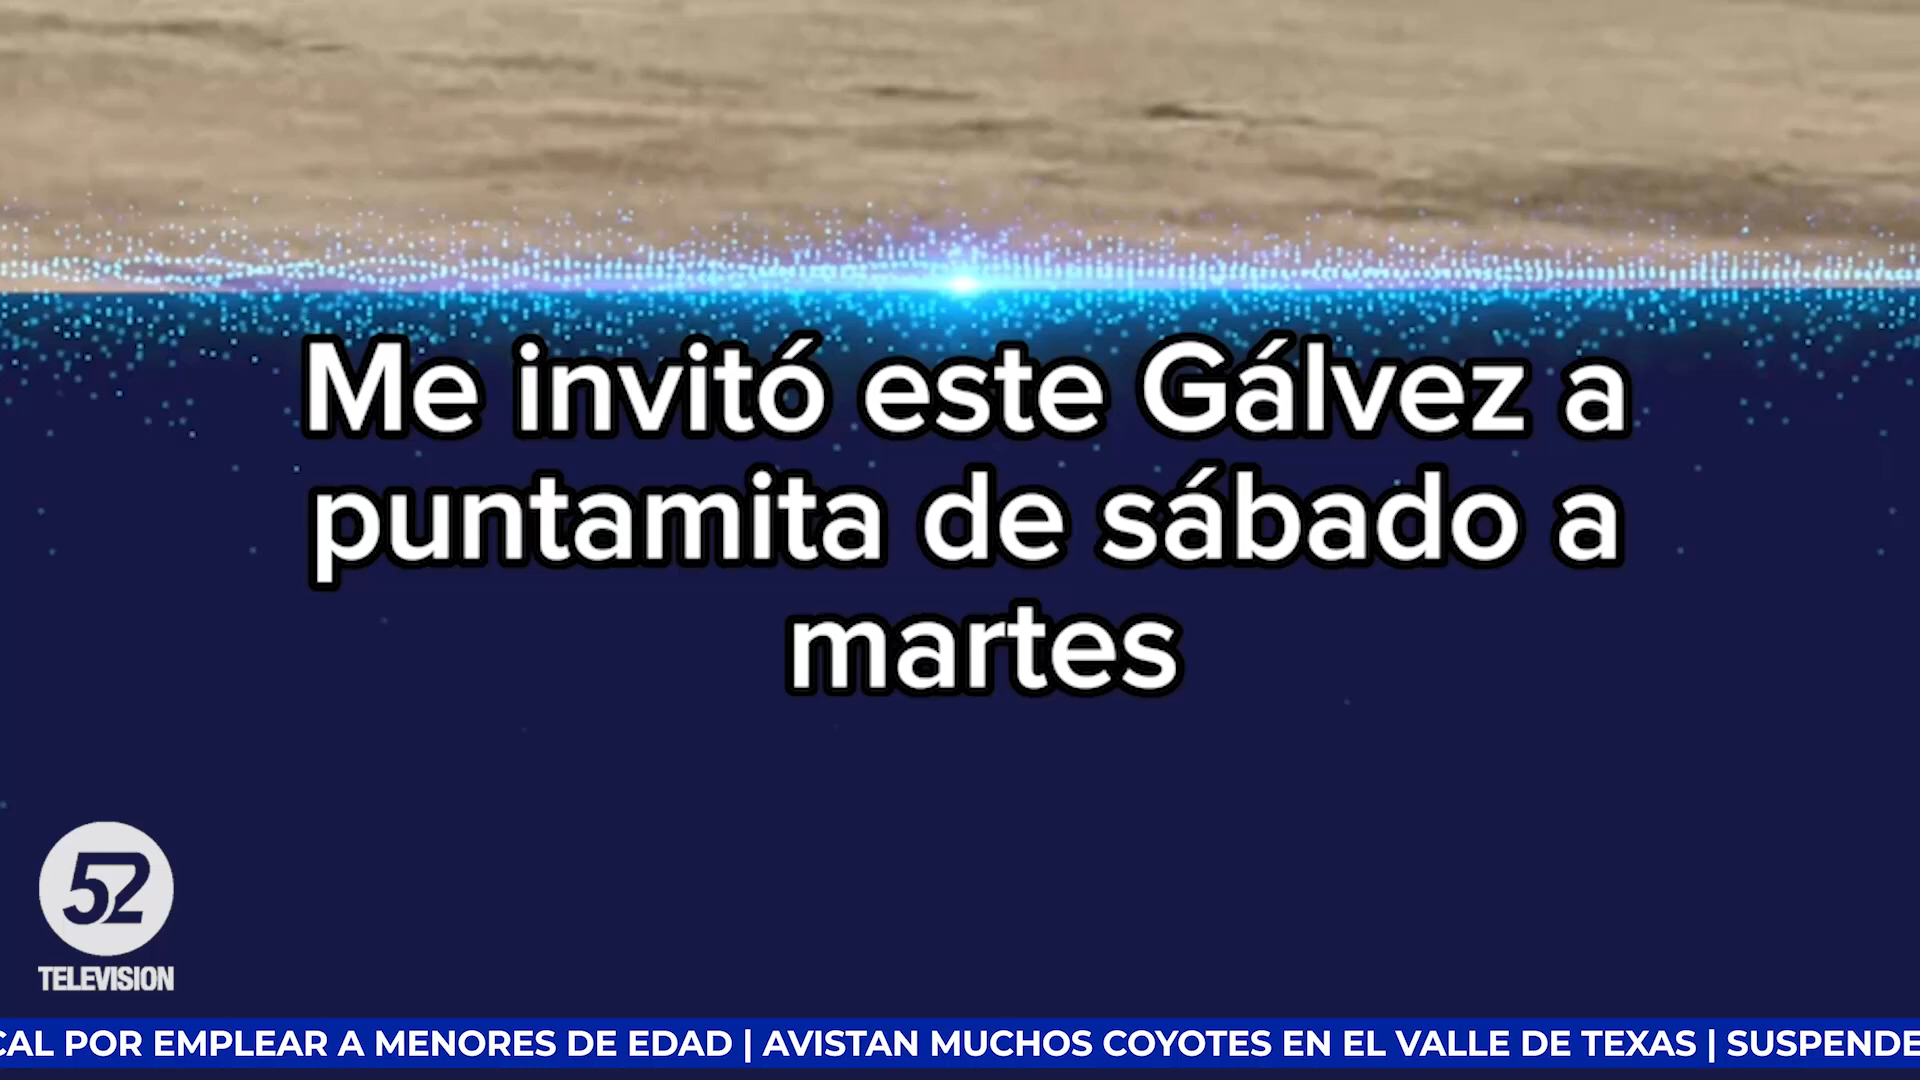 Me invitó este Gálvez a
puntamita de sábado a
martes
52
TELEVISION
CAL POR EMPLEAR A MENORES DE EDAD | AVISTAN MUCHOS COYOTES EN EL VALLE DE TEXAS | SUSPENDE